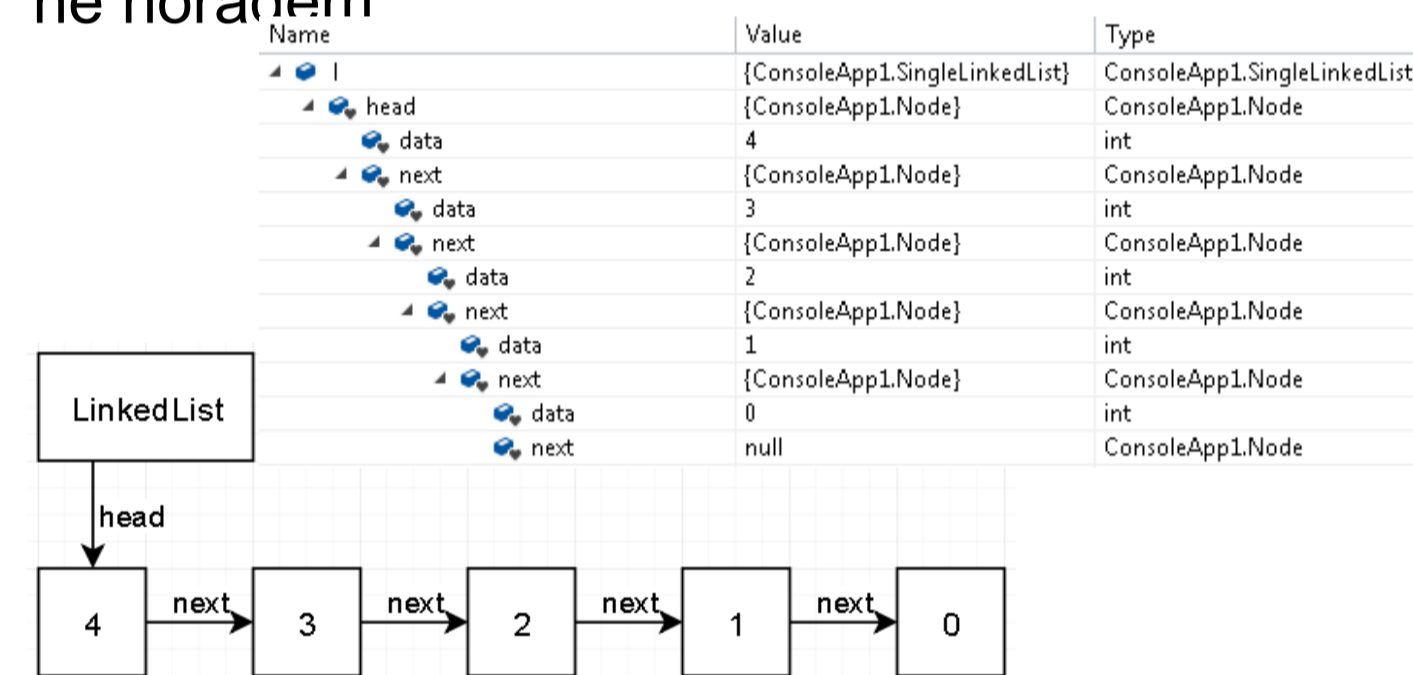 ne norādēm
Name Value Type
l {ConsoleApp1.SingleLinkedList} ConsoleApp1.SingleLinkedList
head {ConsoleApp1.Node} ConsoleApp1.Node
data 4 int
next {ConsoleApp1.Node} ConsoleApp1.Node
data 3 int
next {ConsoleApp1.Node} ConsoleApp1.Node
data 2 int
next {ConsoleApp1.Node} ConsoleApp1.Node
data 1 int
next {ConsoleApp1.Node} ConsoleApp1.Node
data 0 int
next null ConsoleApp1.Node
LinkedList
head
next next next next
4 3 2 1 0